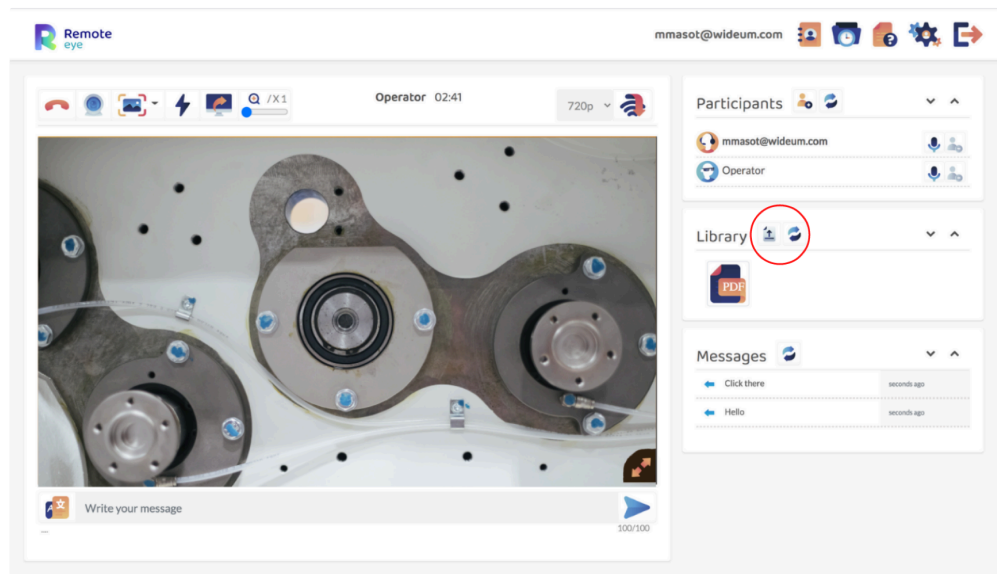 Remote
eye
mmasot@wideum.com
/X1
Operator 02:41
720p
Participants
mmasot@wideum.com
Operator
Library
PDF
Messages
Click there seconds ago
Hello seconds ago
A 文
Write your message
100/100